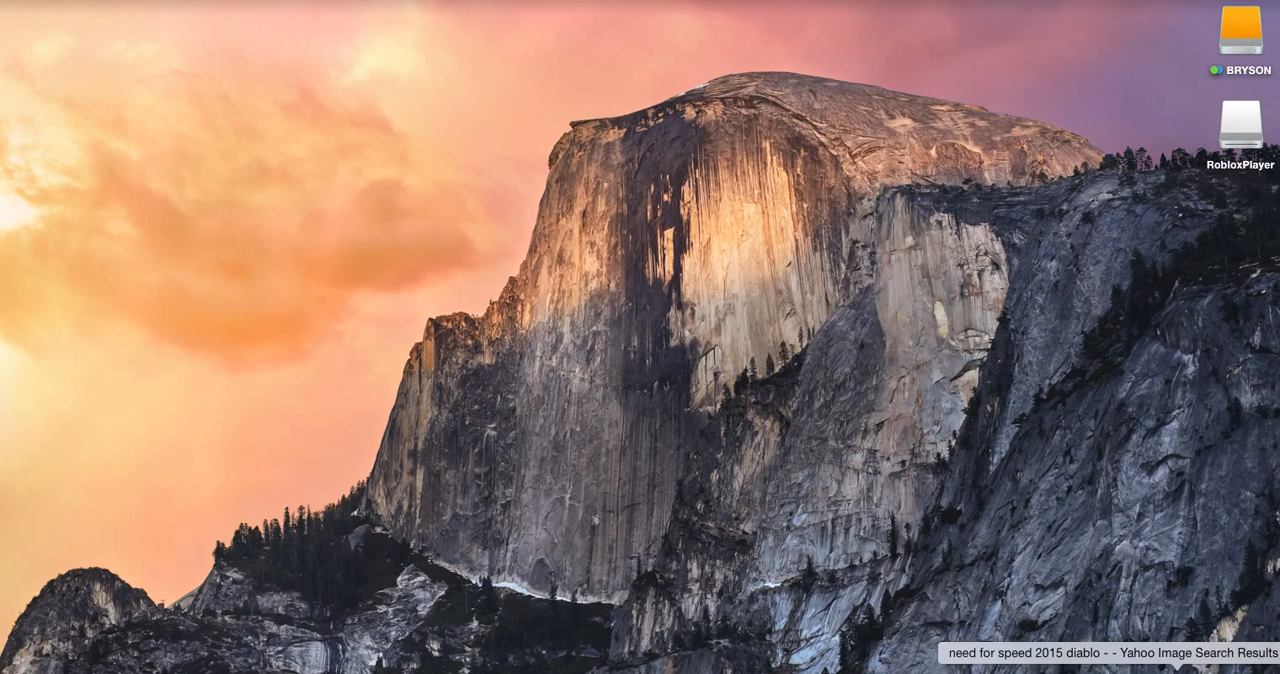 BRYSON
RobloxPlayer
need for speed 2015 diablo - - Yahoo Image Search Results